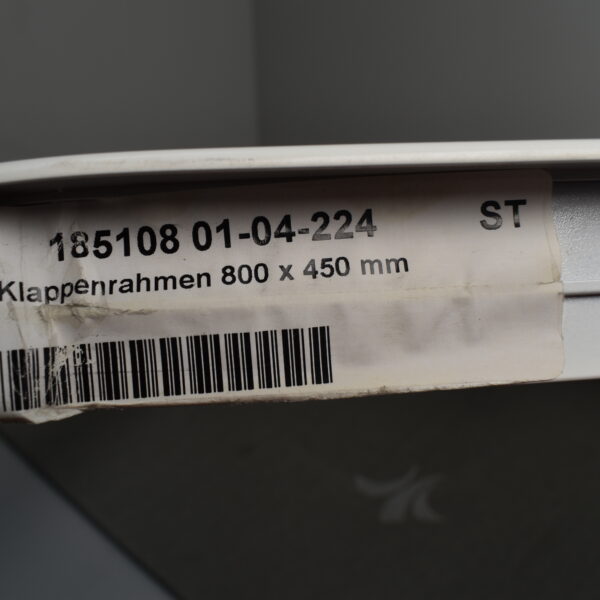 185108 01-04-224 ST
Klappenrahmen 800 x 450 mm